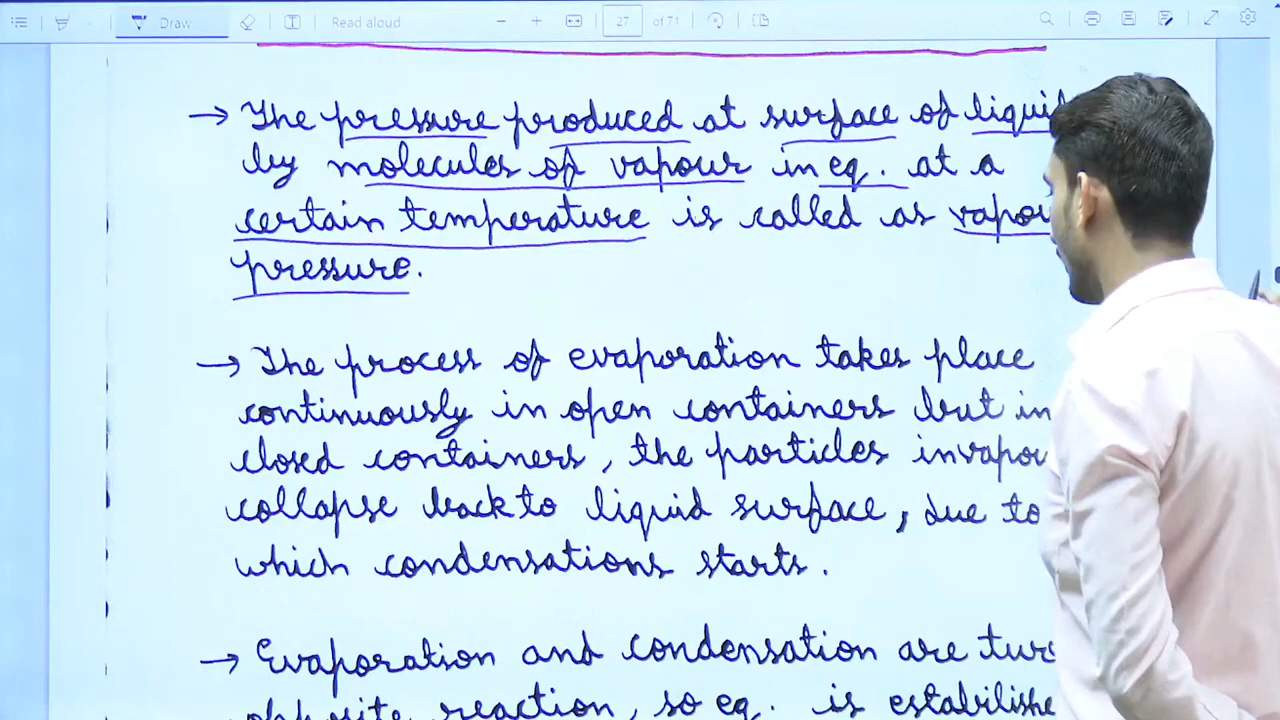 Draw
Read aloud
27 of 71
→ The pressure produced at surface of liquid
by molecules of vapour in eq. at a
certain temperature is called as vapou
pressure.
→ The process of evaporation takes place
continuously in open containers but in
closed containers, the particles in vapou
collapse back to liquid surface, due to
which condensations starts.
→ Evaporation and condensation are
opposite reaction, so eq. is estabilishe